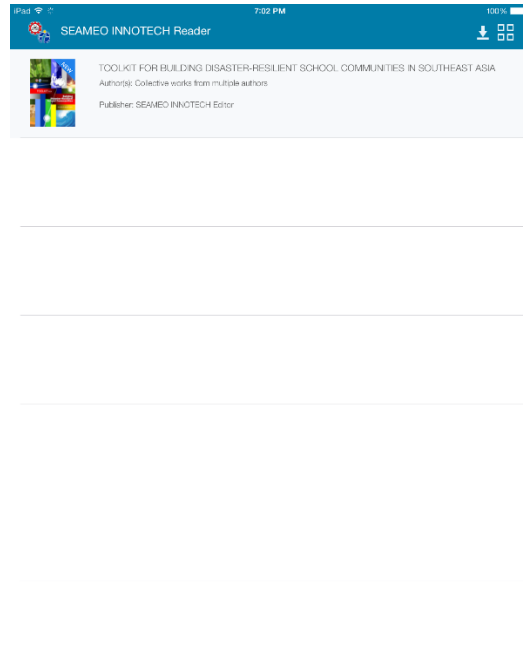 iPad 7:02 PM 100%
SEAMEO INNOTECH Reader
NEW
TOOLKIT FOR BUILDING DISASTER-RESILIENT SCHOOL COMMUNITIES IN SOUTHEAST ASIA
Author(s): Collective works from multiple authors
Publisher: SEAMEO INNOTECH Editor